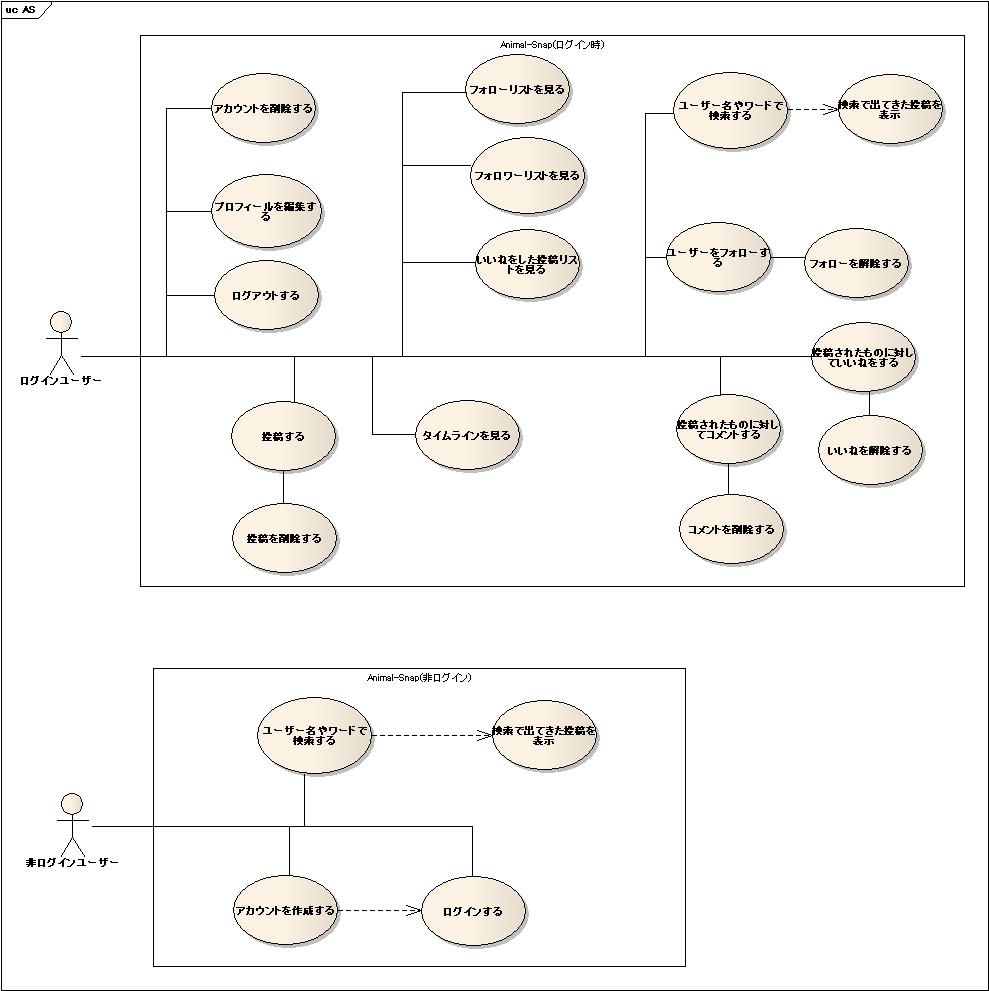 uc AS
Animal-Snap(ログイン時)
アカウントを削除する
フォローリストを見る
ユーザー名やワードで
検索する
検索で出てきた投稿を
表示
プロフィールを編集す
る
フォロワーリストを見る
ログアウトする
いいねをした投稿リス
トを見る
ユーザーをフォローす
る
フォローを解除する
ログインユーザー
投稿されたものに対し
ていいねをする
投稿する
タイムラインを見る
投稿されたものに対し
てコメントする
いいねを解除する
投稿を削除する
コメントを削除する
Animal-Snap(非ログイン)
ユーザー名やワードで
検索する
検索で出てきた投稿を
表示
非ログインユーザー
アカウントを作成する
ログインする